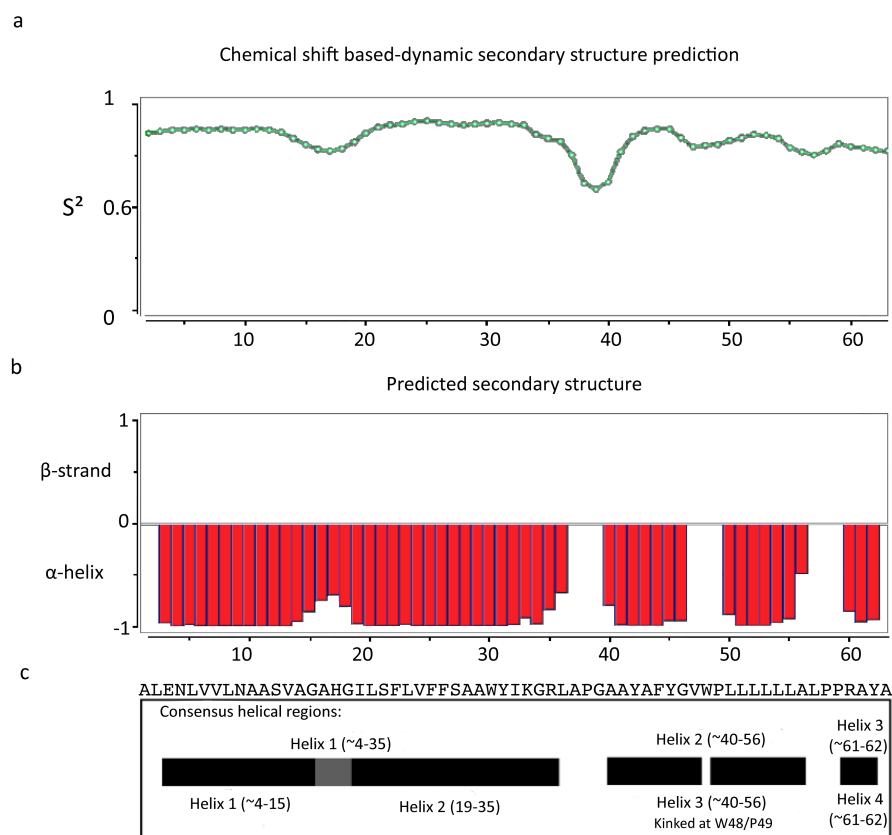 a
Chemical shift based-dynamic secondary structure prediction
1
S² 0.6
0
10 20 30 40 50 60
b
Predicted secondary structure
1
β-strand
0
α-helix
-1
10 20 30 40 50 60
c
ALENLVVLNAASVAGAHGILSFLVFFSAAWYIKGRLAPGAAYAFYGVWPLLLLLLALPPRAYA
Consensus helical regions:
Helix 1 (~4-35)
Helix 2 (~40-56)
Helix 3
(~61-62)
Helix 1 (~4-15)
Helix 2 (19-35)
Helix 3 (~40-56)
Kinked at W48/P49
Helix 4
(~61-62)